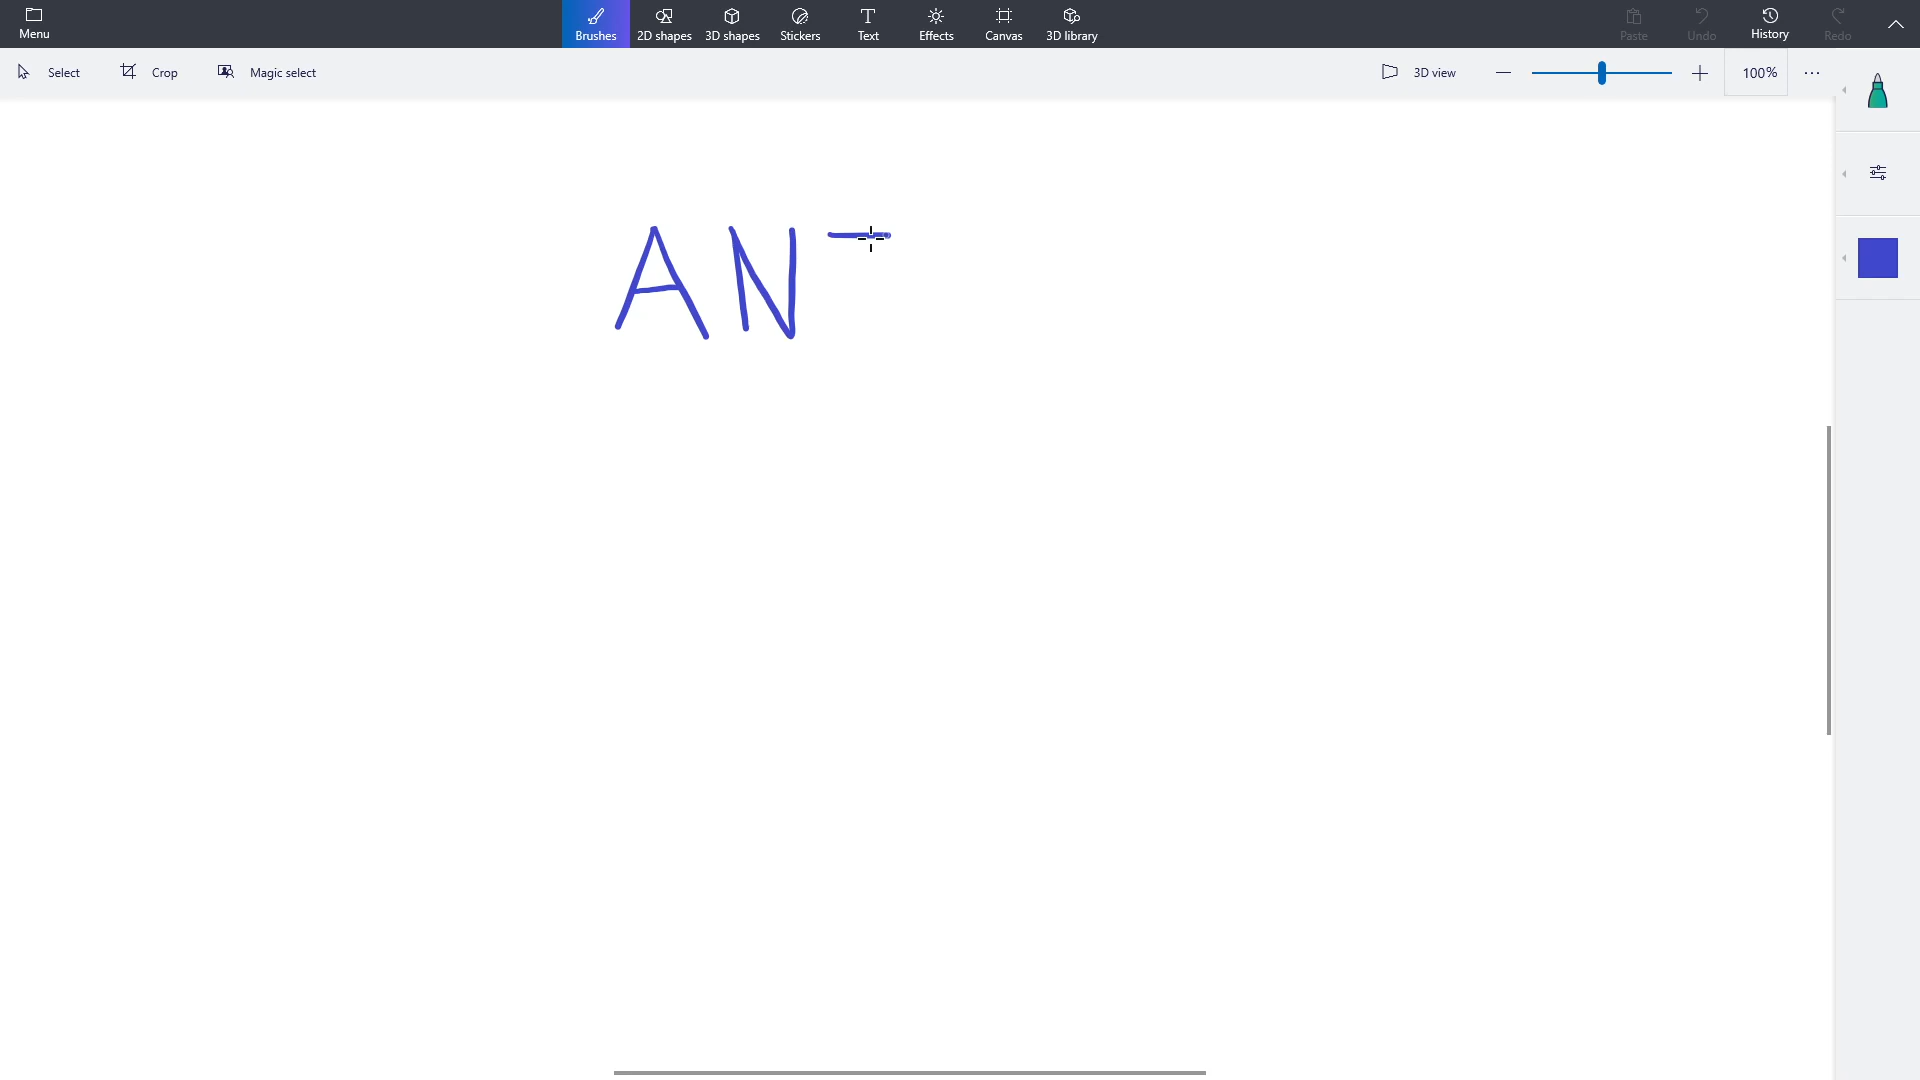 Menu
Brushes 2D shapes 3D shapes Stickers Text Effects Canvas 3D library Paste Undo History Redo
Select Crop Magic select 3D view 100%
AN